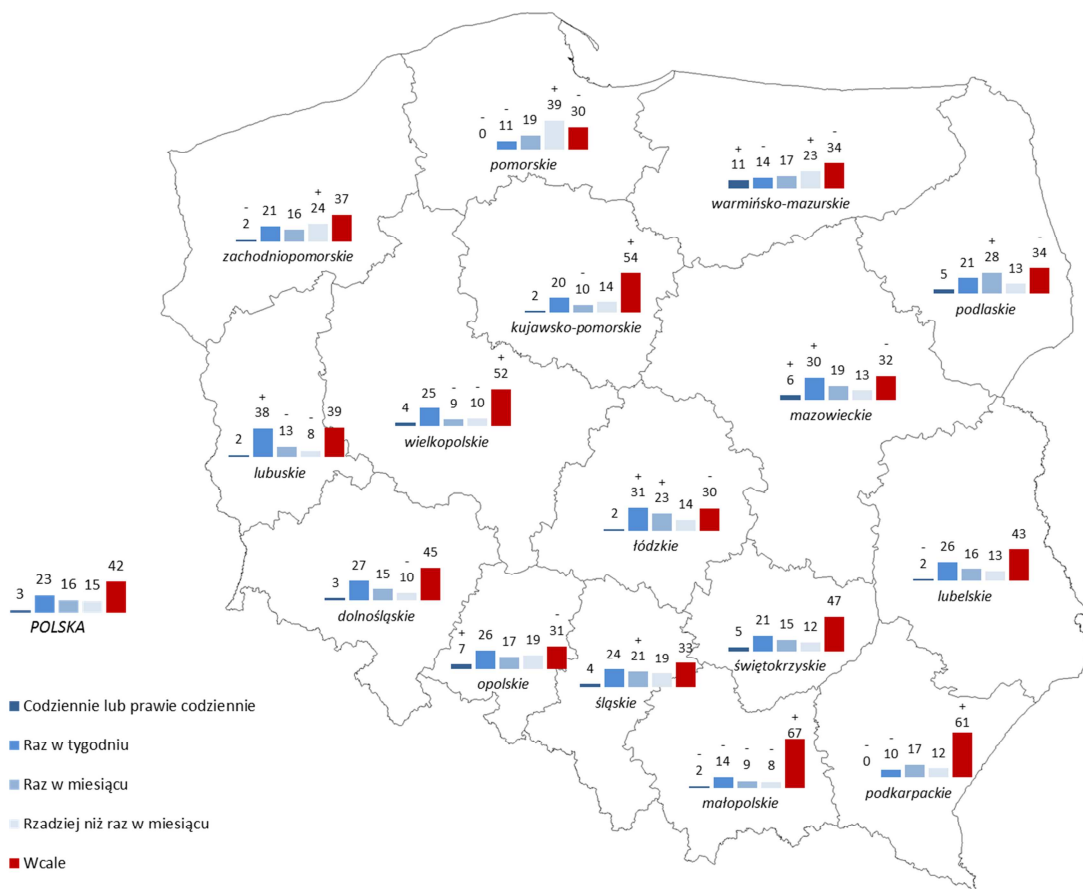 +
- - 39 -
- 11 19 30
0
pomorskie
+ -
+ - 23 34
11 14 17
warmińsko-mazurskie
+
- 21 24 37
2 16
zachodniopomorskie
+
- 54
2 20 10 14
kujawsko-pomorskie
+ -
5 21 28 13 34
podlaskie
+
- - 52
4 25 9 10
wielkopolskie
+ -
+ 30 19 13 32
6
mazowieckie
+
38 - - 39
2 13 8
lubuskie
+ + -
2 31 23 14 30
łódzkie
-
3 27 15 10 45
dolnośląskie
-
2 26 16 13 43
lubelskie
3 23 16 15 42
POLSKA
+ -
7 26 17 19 31
opolskie
+
4 24 21 19 33
śląskie
5 21 15 12 47
świętokrzyskie
+
- - - - 67
2 14 9 8
małopolskie
+
- - 61
0 10 17 12
podkarpackie
Codziennie lub prawie codziennie
Raz w tygodniu
Raz w miesiącu
Rzadziej niż raz w miesiącu
Wcale